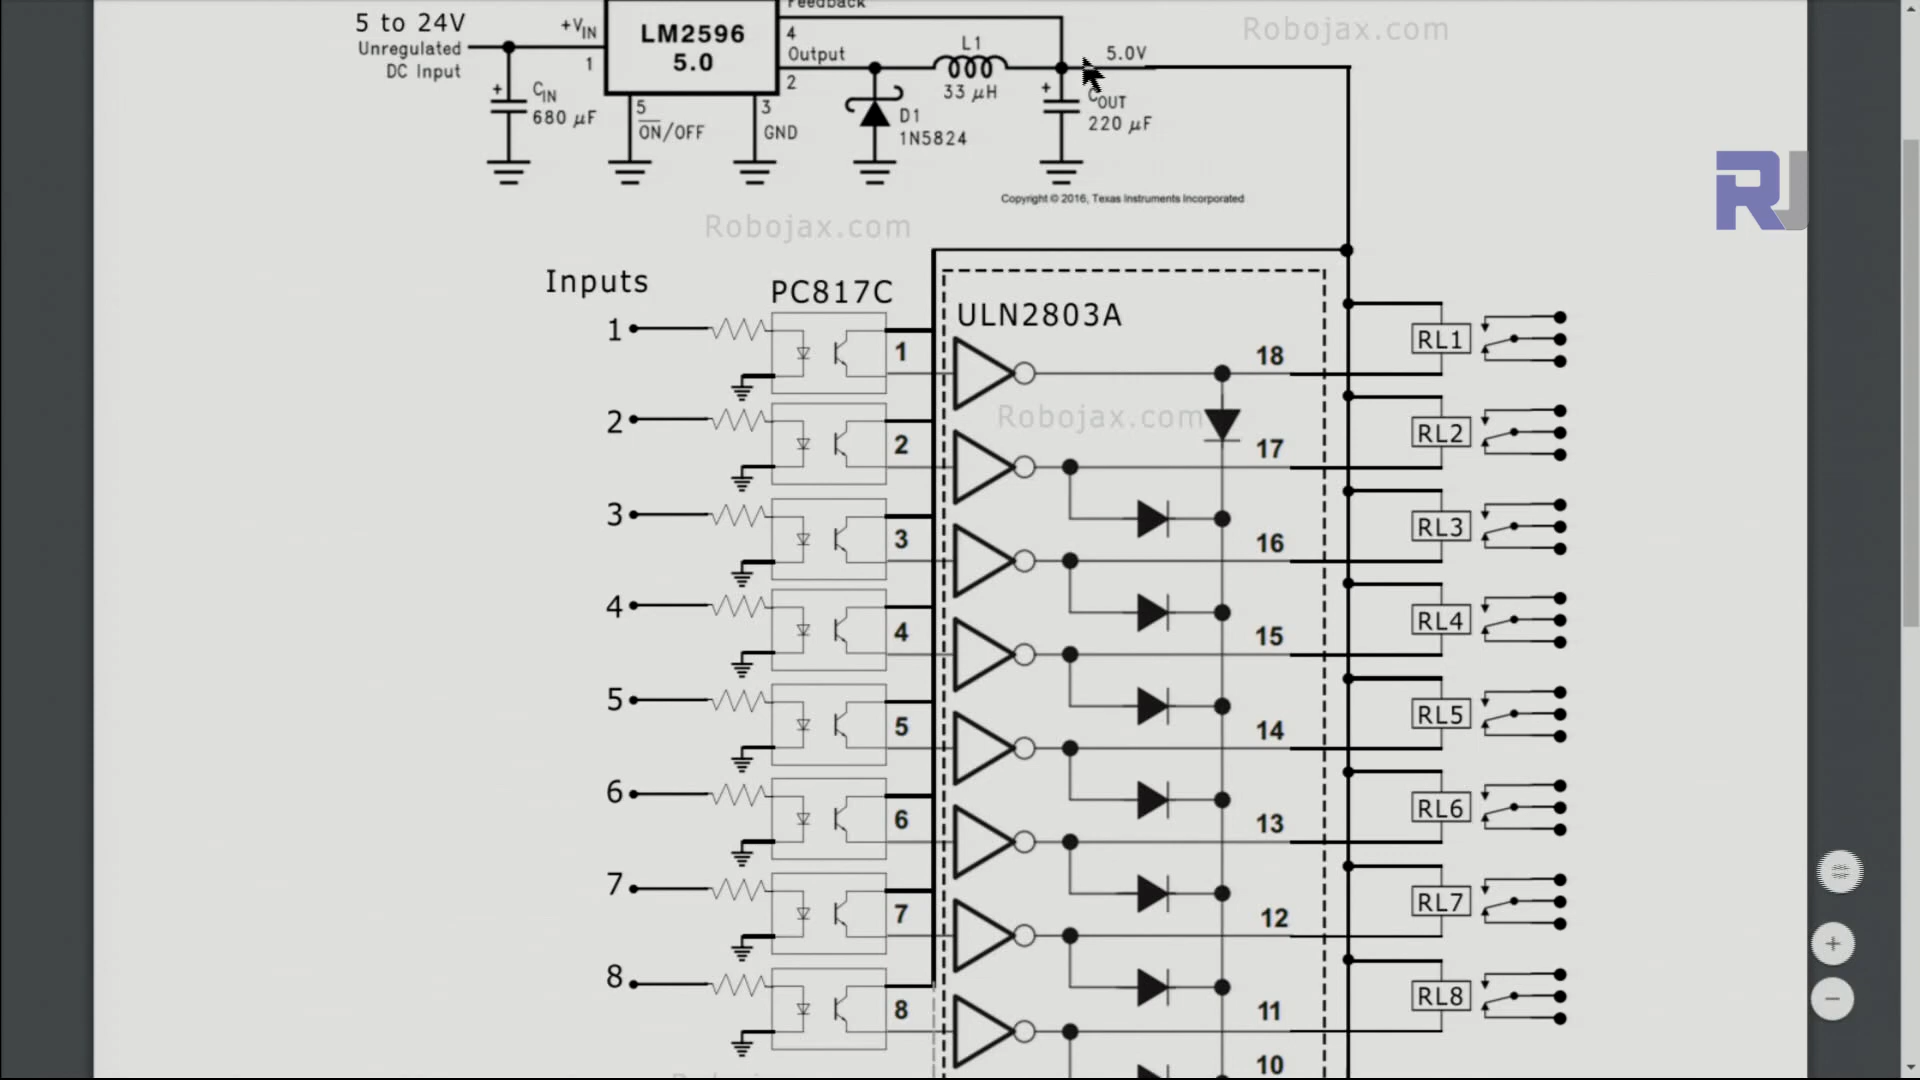 Feedback
5 to 24V
Unregulated
DC Input
+VIN
1
LM2596
5.0
4
Output
2
L1
33 µH
5.0V
Robojax.com
+
CIN
680 µF
5
ON/OFF
3
GND
D1
1N5824
+
COUT
220 µF
Copyright © 2016, Texas Instruments Incorporated
RJ
Robojax.com
Inputs
PC817C
ULN2803A
1
1
18
RL1
Robojax.com
2
2
17
RL2
3
3
16
RL3
4
4
15
RL4
5
5
14
RL5
6
6
13
RL6
7
7
12
RL7
8
8
11
RL8
10